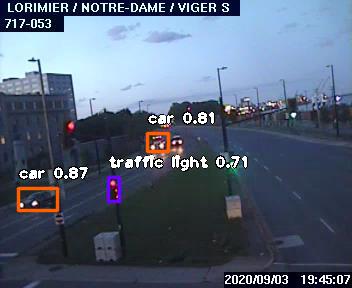 LORIMIER / NOTRE-DAME / VIGER S
717-053
car 0.81
traffic light 0.71
car 0.87
2020/09/03 19:45:07